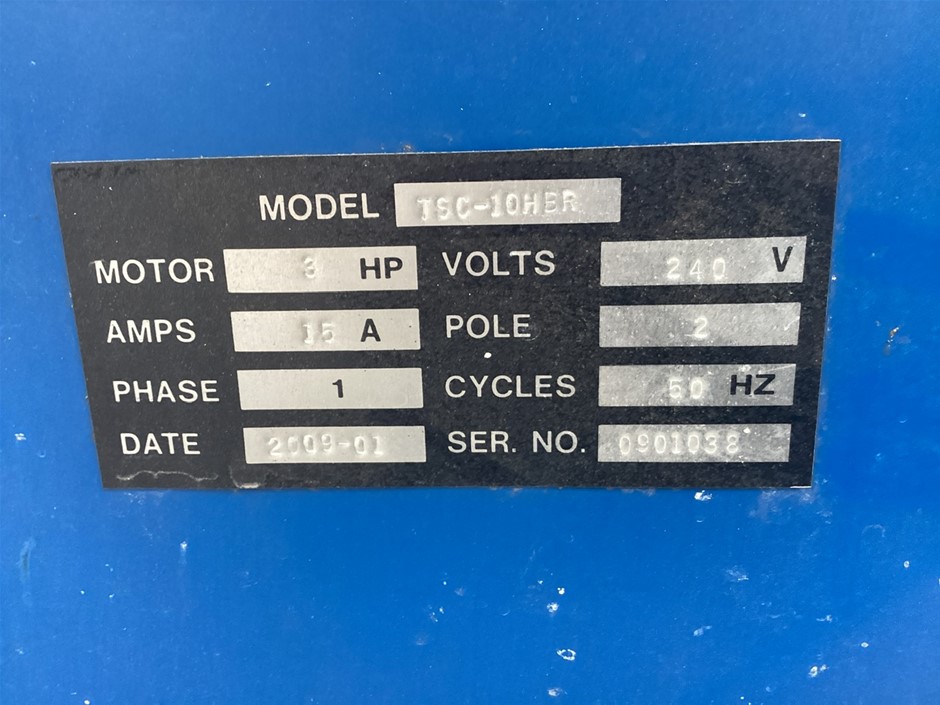 MODEL TSC-10HBR
MOTOR 3 HP VOLTS 240 V
AMPS 15 A POLE 2
PHASE 1 CYCLES 50 HZ
DATE 2009-01 SER. NO. 0901038